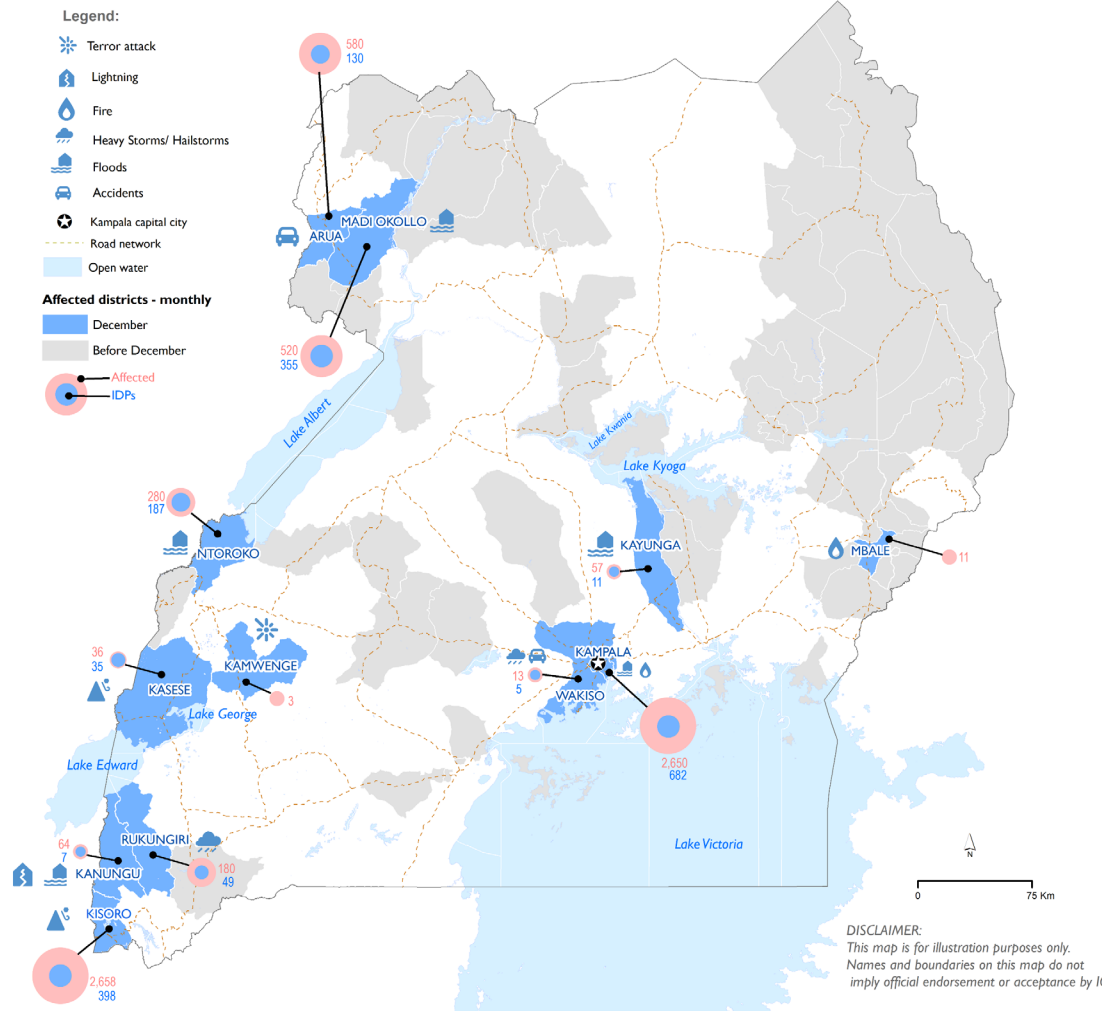 Legend:
Terror attack
Lightning
Fire
Heavy Storms/ Hailstorms
Floods
Accidents
Kampala capital city
Road network
Open water
Affected districts - monthly
December
Before December
Affected
IDPs
580
130
MADI OKOLLO
ARUA
520
355
Lake Albert
Lake Kwania
Lake Kyoga
280
187
NTOROKO
KAYUNGA
57
11
MBALE
11
36
35
KASESE
KAMWENGE
3
Lake George
KAMPALA
13
5
WAKISO
2,650
682
Lake Edward
RUKUNGIRI
64
7
KANUNGU
180
49
KISORO
2,658
398
Lake Victoria
N
0
75 Km
DISCLAIMER:
This map is for illustration purposes only.
Names and boundaries on this map do not
imply official endorsement or acceptance by